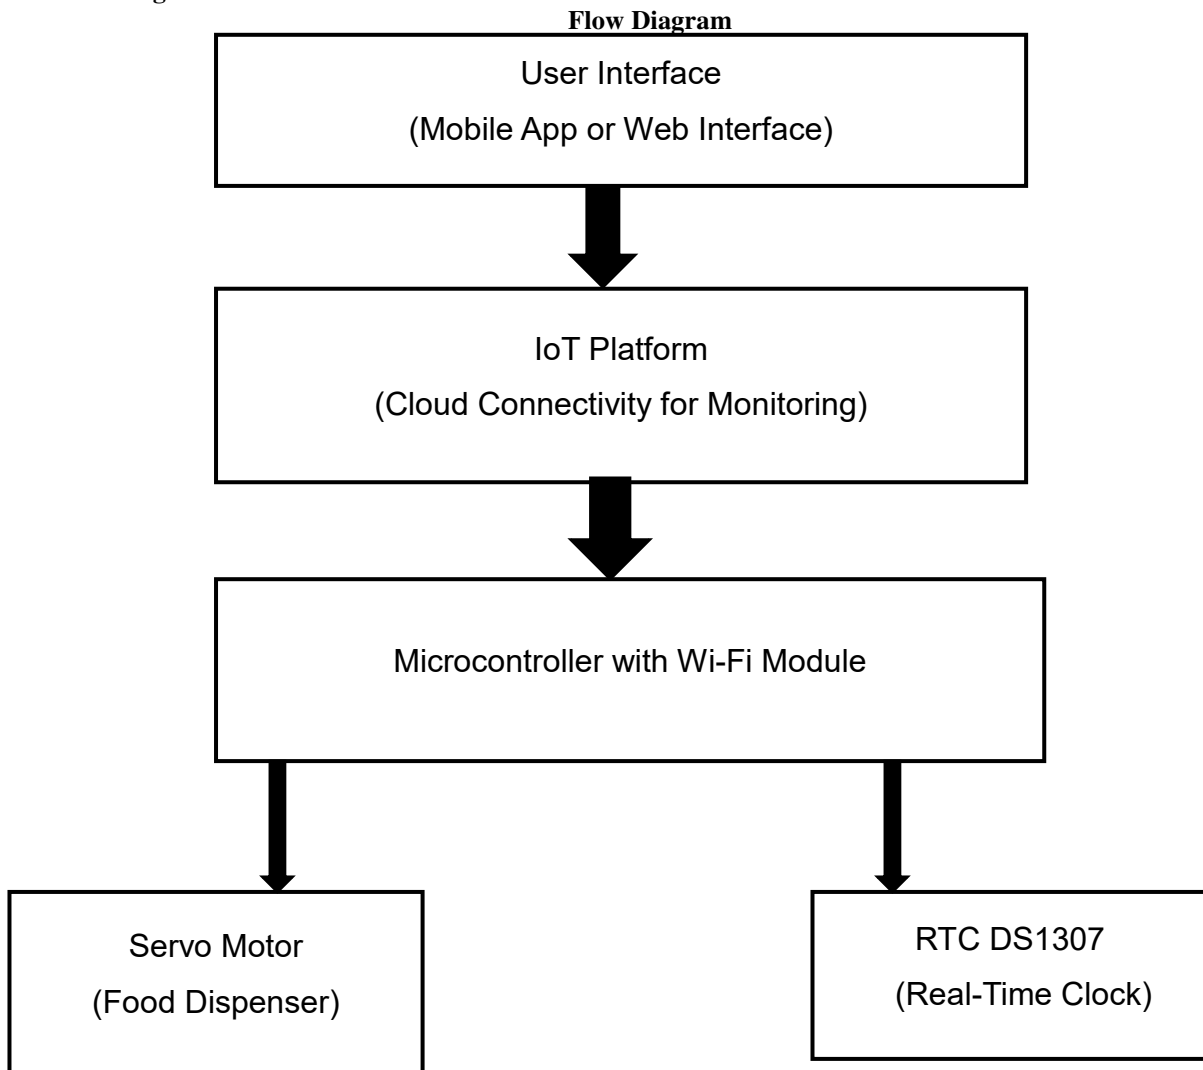 Flow Diagram
User Interface
(Mobile App or Web Interface)
IoT Platform
(Cloud Connectivity for Monitoring)
Microcontroller with Wi-Fi Module
Servo Motor
(Food Dispenser)
RTC DS1307
(Real-Time Clock)